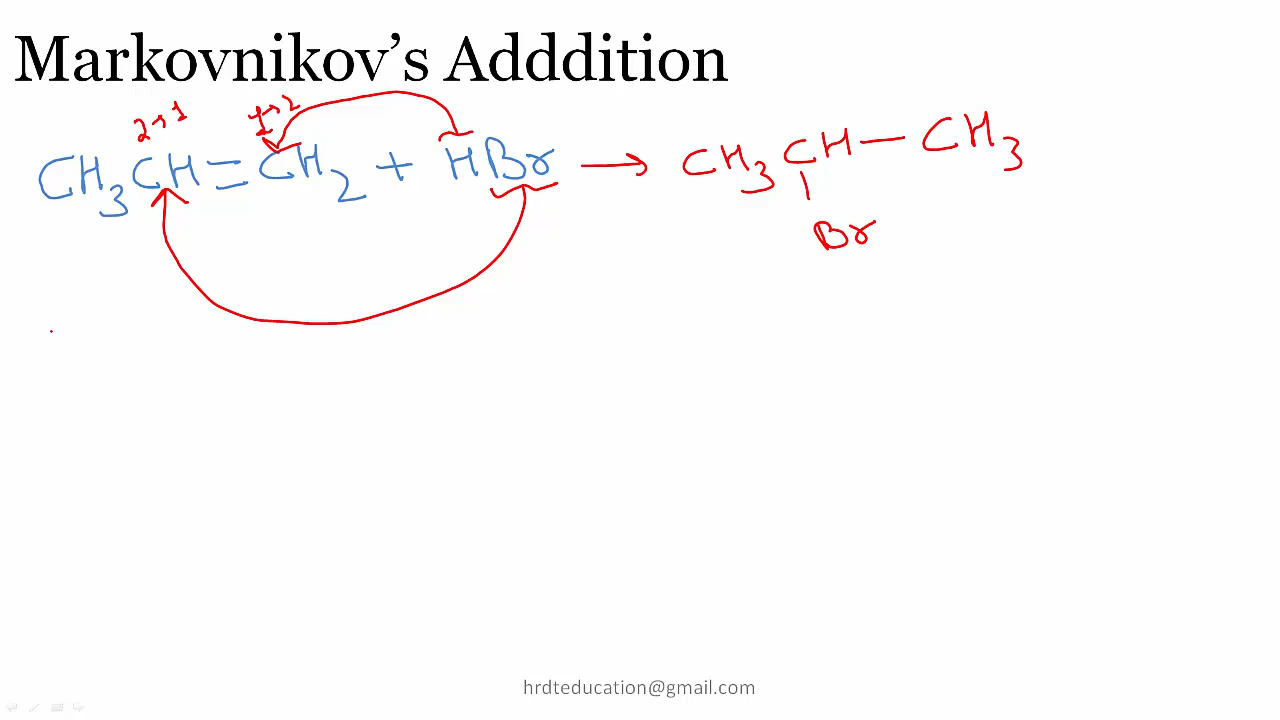 Markovnikov's Adddition
2→1 1→2
CH3CH=CH2 + HBr → CH3CH—CH3
Br
hrdteducation@gmail.com